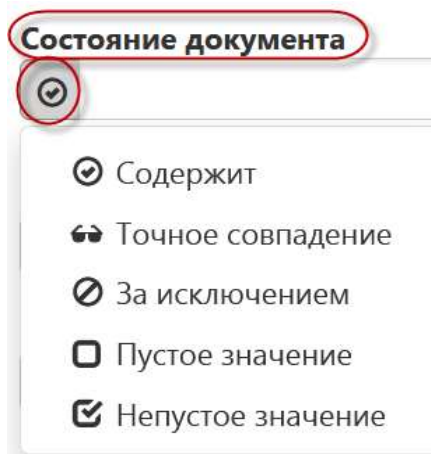 Состояние документа
Содержит
Точное совпадение
За исключением
Пустое значение
Непустое значение